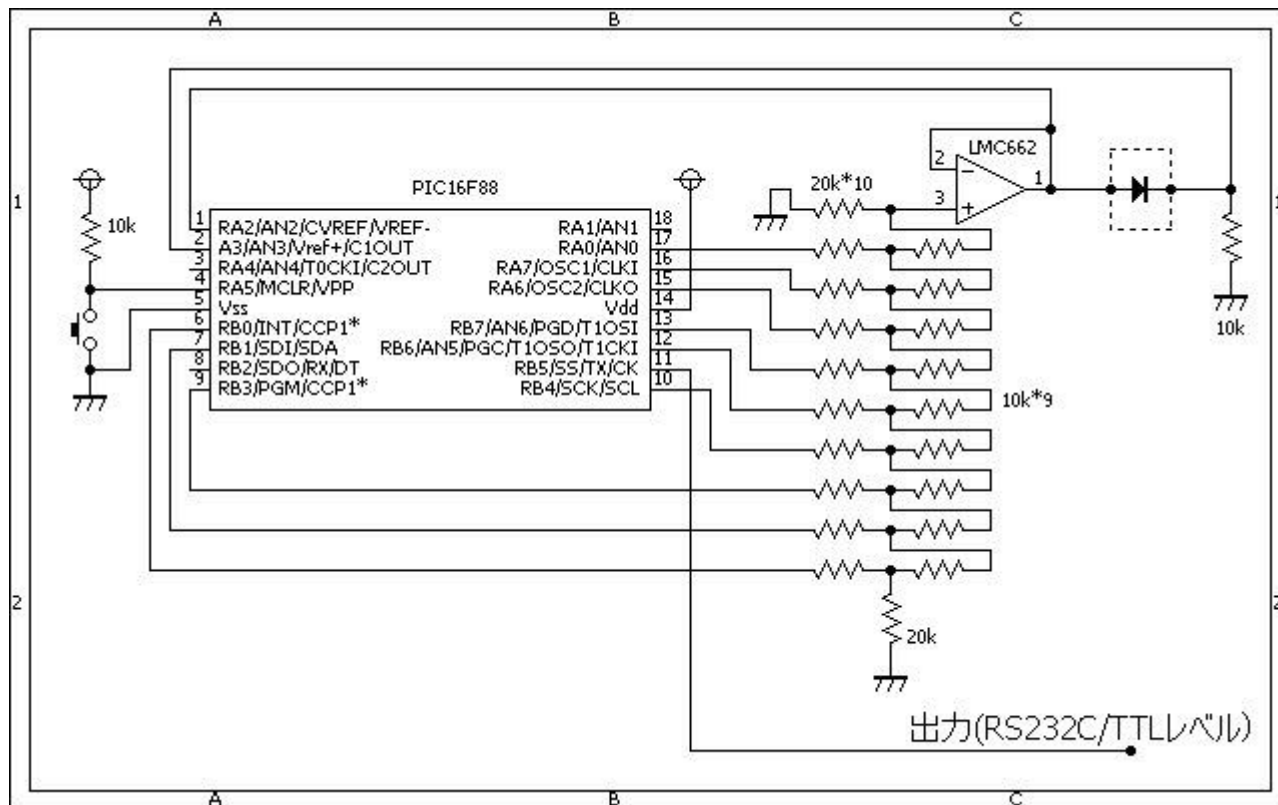 A B C
LMC662
2 1
3
PIC16F88
20k*10
1 1
10k
1 RA2/AN2/CVREF/VREF- RA1/AN1 18
2 A3/AN3/Vref+/C1OUT RA0/AN0 17
3 RA4/AN4/T0CKI/C2OUT RA7/OSC1/CLKI 16
4 RA5/MCLR/VPP RA6/OSC2/CLKO 15
5 Vss Vdd 14
6 RB0/INT/CCP1* RB7/AN6/PGD/T1OSI 13
7 RB1/SDI/SDA RB6/AN5/PGC/T1OSO/T1CKI 12
8 RB2/SDO/RX/DT RB5/SS/TX/CK 11
9 RB3/PGM/CCP1* RB4/SCK/SCL 10
10k
10k*9
2 2
20k
出力(RS232C/TTLレベル)
A B C